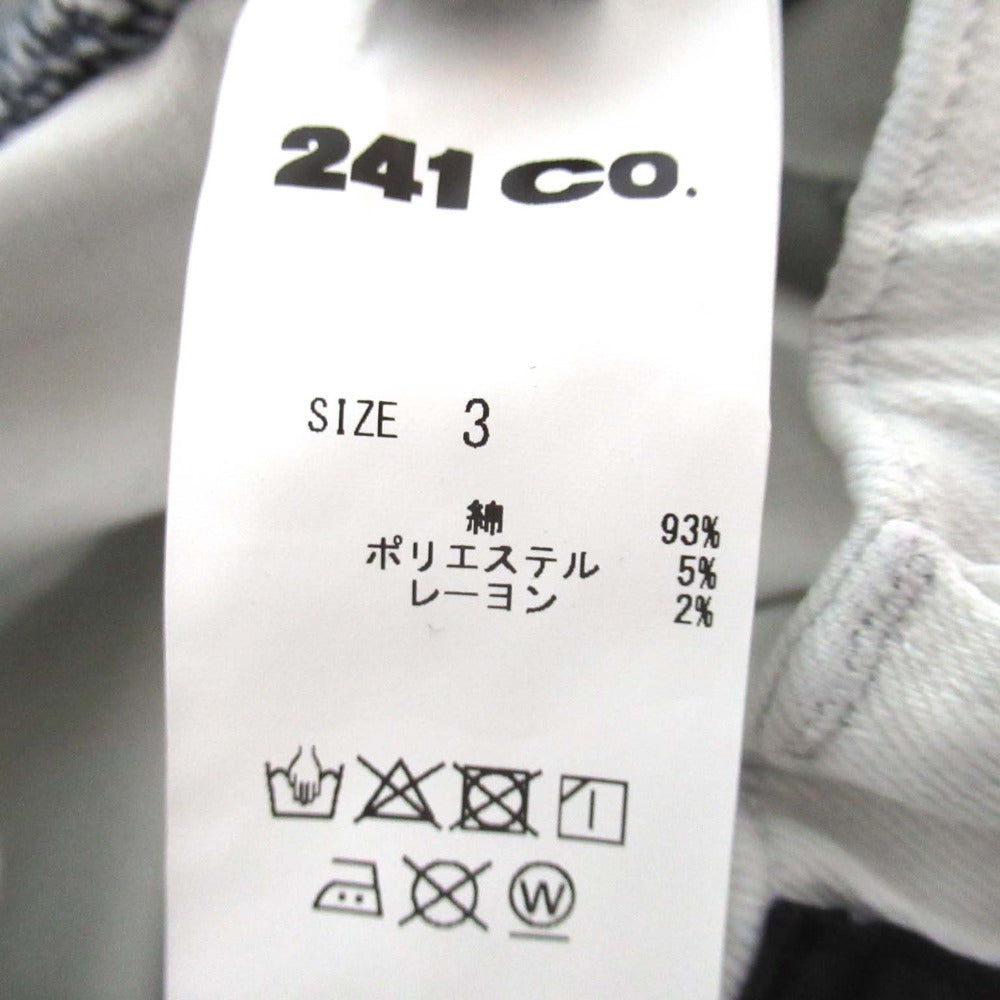 241 CO.
SIZE 3
綿 93%
ポリエステル 5%
レーヨン 2%
W